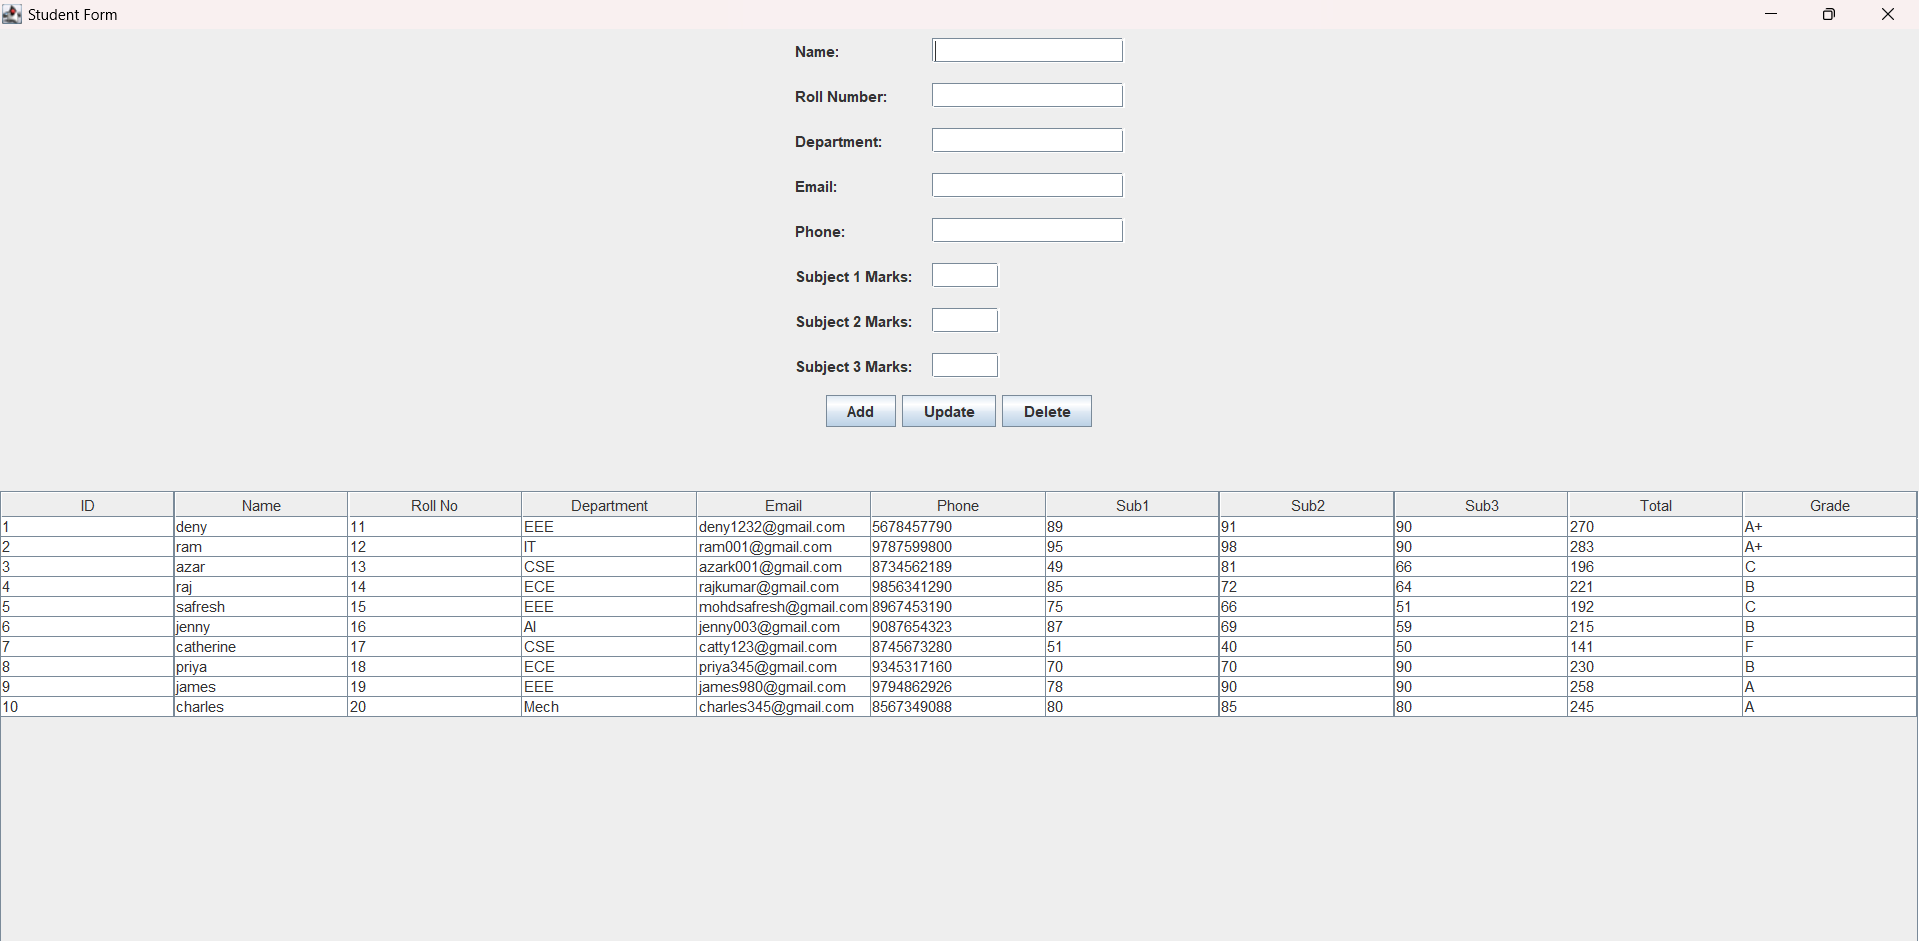 Student Form
Name:
Roll Number:
Department:
Email:
Phone:
Subject 1 Marks:
Subject 2 Marks:
Subject 3 Marks:
Add Update Delete
ID Name Roll No Department Email Phone Sub1 Sub2 Sub3 Total Grade
1 deny 11 EEE deny1232@gmail.com 5678457790 89 91 90 270 A+
2 ram 12 IT ram001@gmail.com 9787599800 95 98 90 283 A+
3 azar 13 CSE azark001@gmail.com 8734562189 49 81 66 196 C
4 raj 14 ECE rajkumar@gmail.com 9856341290 85 72 64 221 B
5 safresh 15 EEE mohdsafresh@gmail.com 8967453190 75 66 51 192 C
6 jenny 16 AI jenny003@gmail.com 9087654323 87 69 59 215 B
7 catherine 17 CSE catty123@gmail.com 8745673280 51 40 50 141 F
8 priya 18 ECE priya345@gmail.com 9345317160 70 70 90 230 B
9 james 19 EEE james980@gmail.com 9794862926 78 90 90 258 A
10 charles 20 Mech charles345@gmail.com 8567349088 80 85 80 245 A